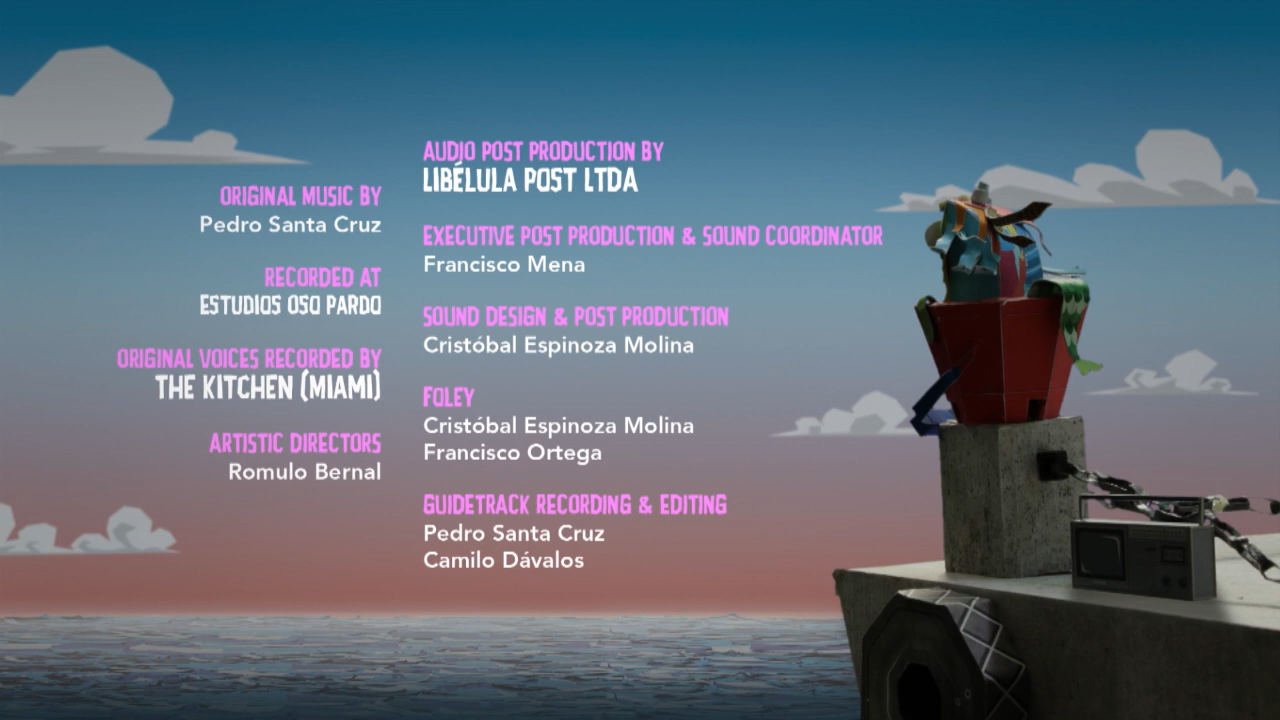 ORIGINAL MUSIC BY
Pedro Santa Cruz
RECORDED AT
ESTUDIOS OSO PARDO
ORIGINAL VOICES RECORDED BY
THE KITCHEN (MIAMI)
ARTISTIC DIRECTORS
Romulo Bernal
AUDIO POST PRODUCTION BY
LIBÉLULA POST LTDA
EXECUTIVE POST PRODUCTION & SOUND COORDINATOR
Francisco Mena
SOUND DESIGN & POST PRODUCTION
Cristóbal Espinoza Molina
FOLEY
Cristóbal Espinoza Molina
Francisco Ortega
GUIDETRACK RECORDING & EDITING
Pedro Santa Cruz
Camilo Dávalos